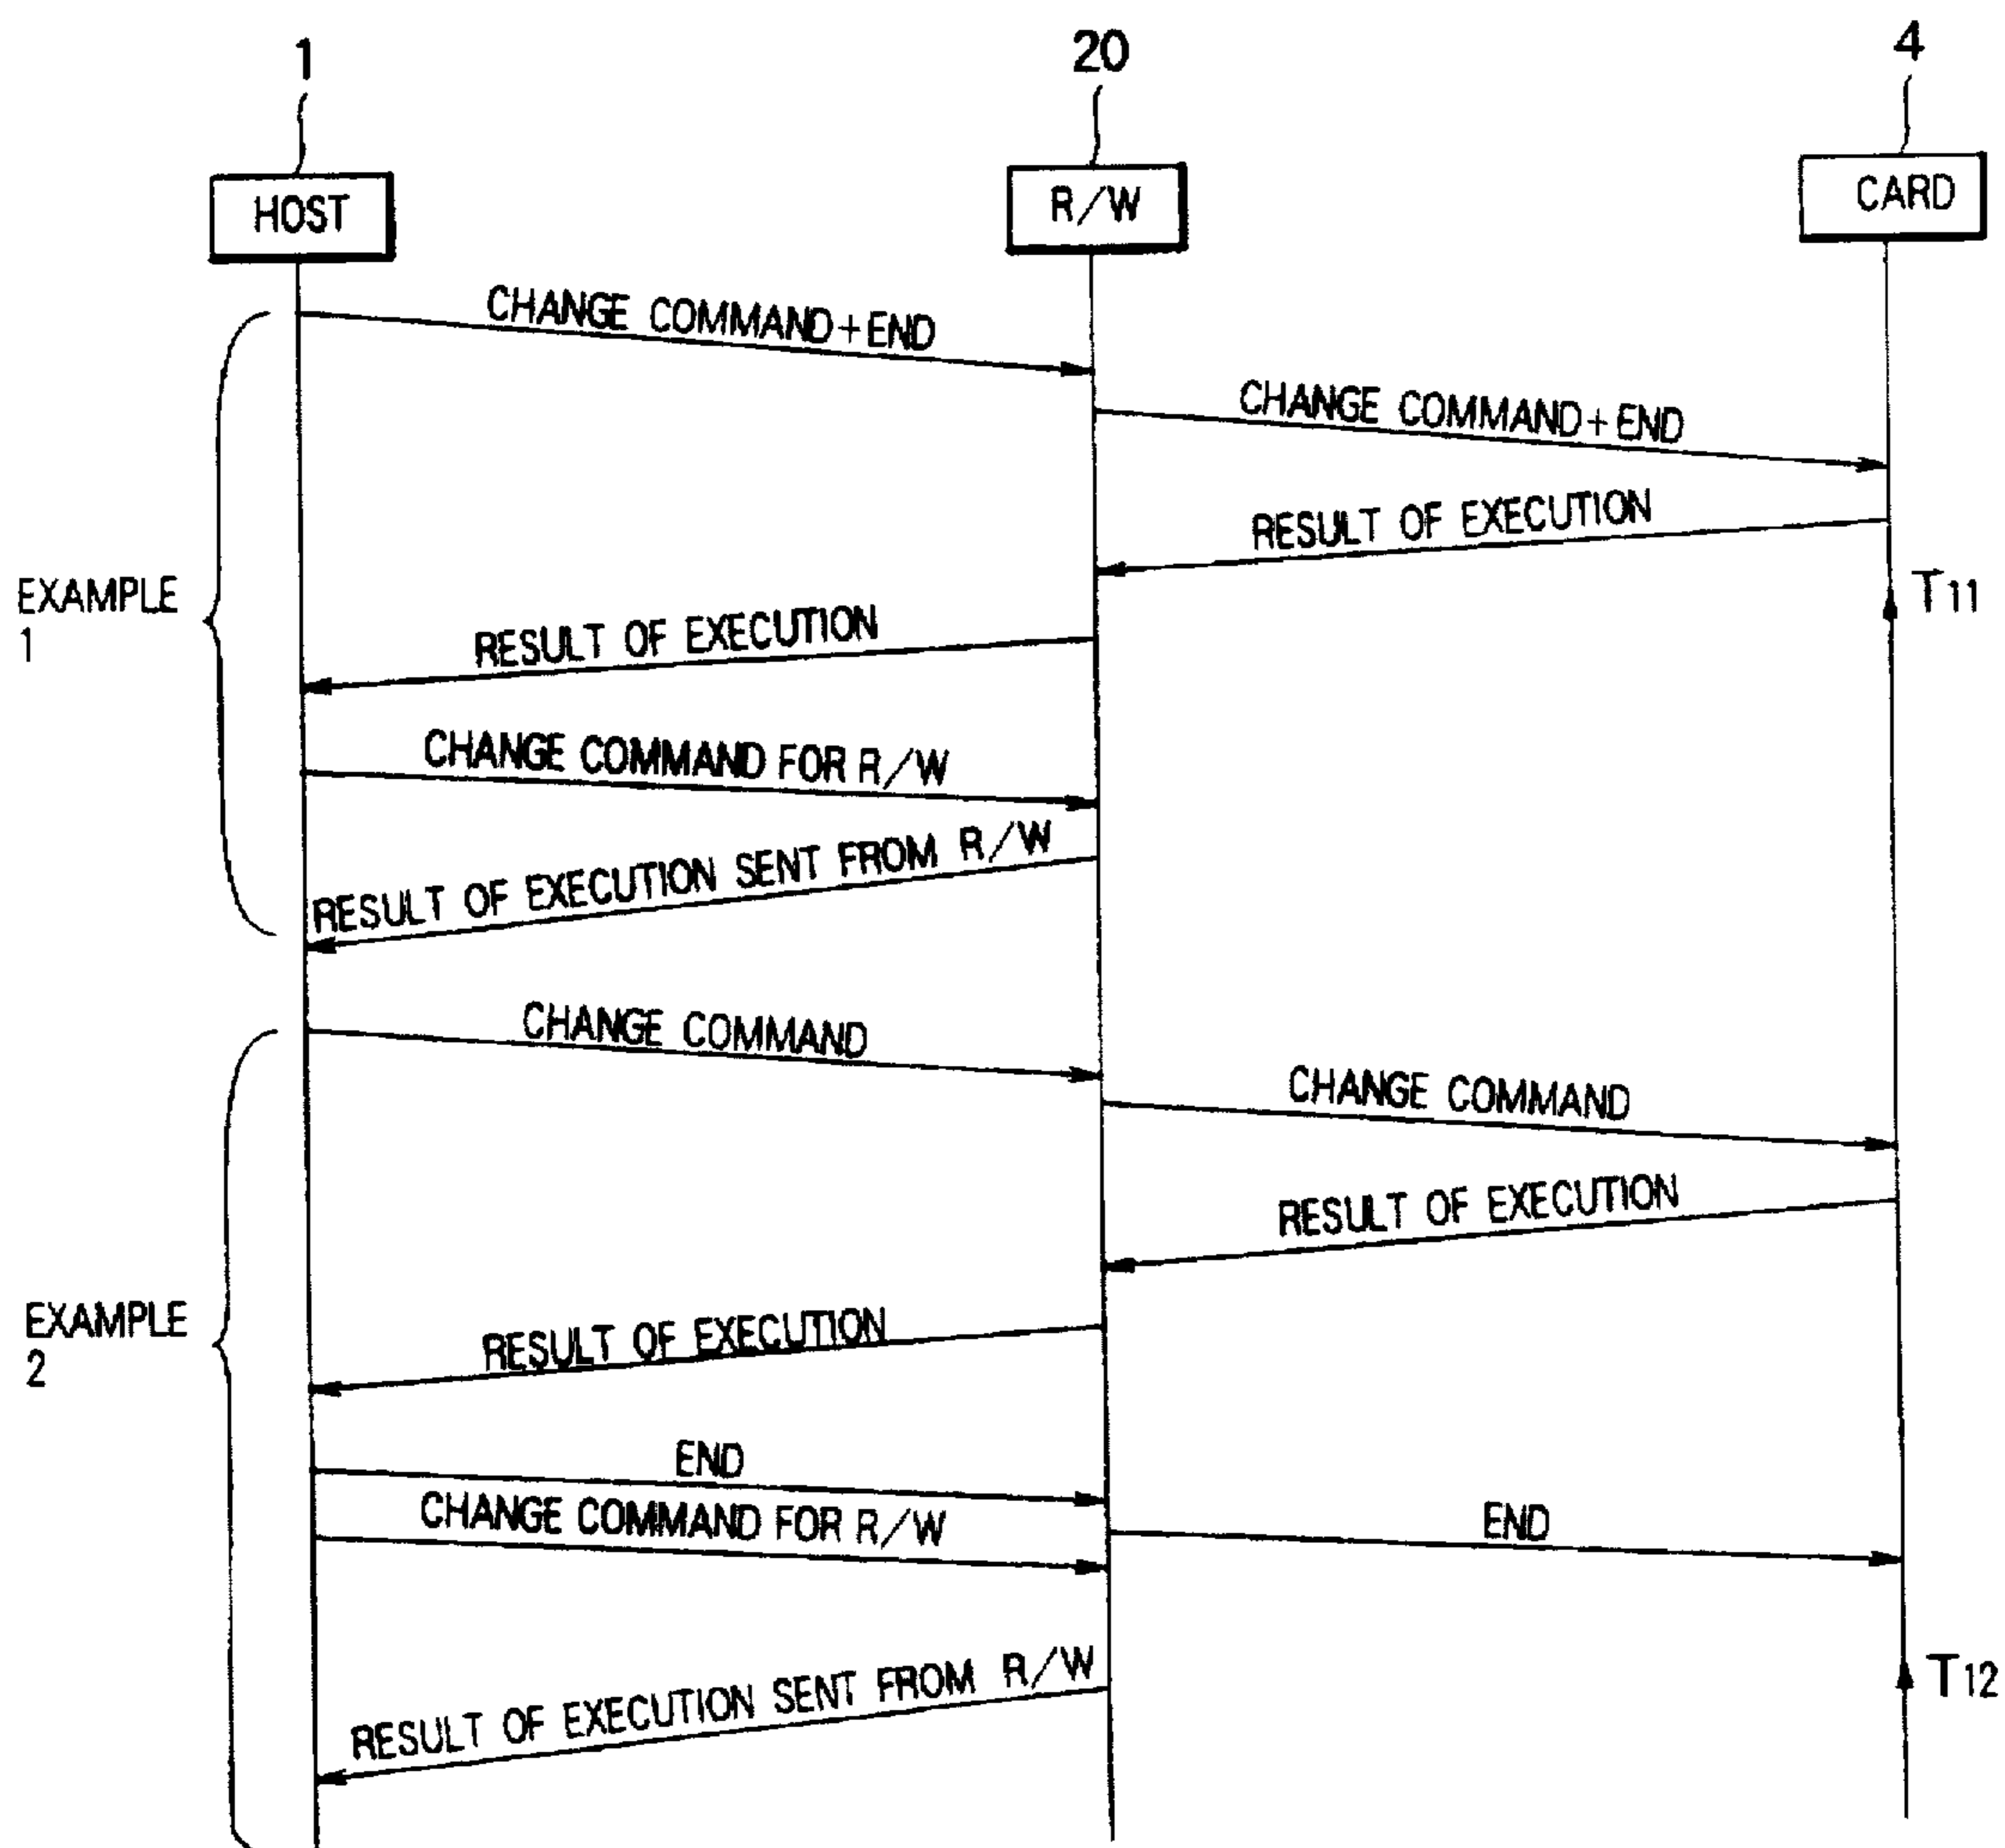 1
20
4
HOST
R/W
CARD
CHANGE COMMAND+END
CHANGE COMMAND+END
RESULT OF EXECUTION
T11
EXAMPLE
1
RESULT OF EXECUTION
CHANGE COMMAND FOR R/W
RESULT OF EXECUTION SENT FROM R/W
CHANGE COMMAND
CHANGE COMMAND
RESULT OF EXECUTION
EXAMPLE
2
RESULT OF EXECUTION
END
CHANGE COMMAND FOR R/W
END
RESULT OF EXECUTION SENT FROM R/W
T12